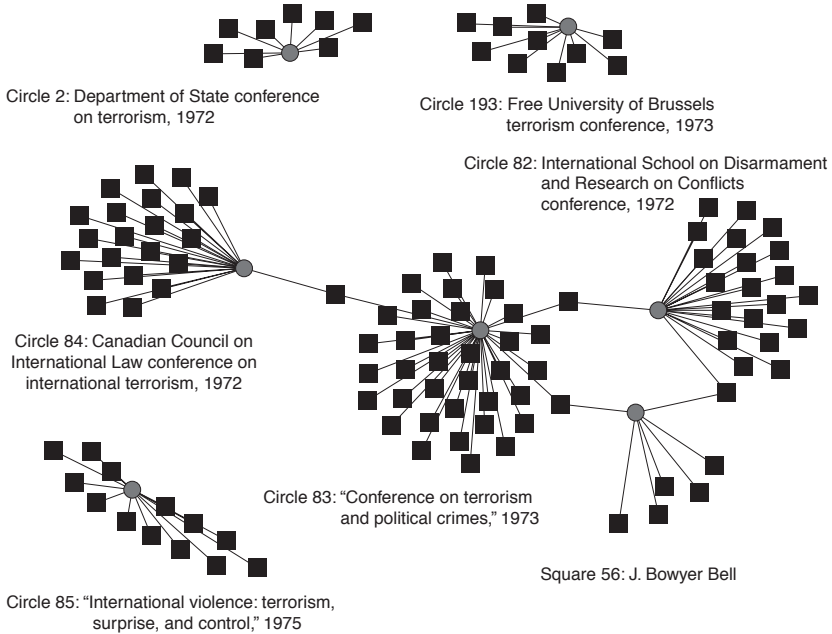 Circle 2: Department of State conference
on terrorism, 1972
Circle 193: Free University of Brussels
terrorism conference, 1973
Circle 82: International School on Disarmament
and Research on Conflicts
conference, 1972
Circle 84: Canadian Council on
International Law conference on
international terrorism, 1972
Circle 83: “Conference on terrorism
and political crimes,” 1973
Square 56: J. Bowyer Bell
Circle 85: “International violence: terrorism,
surprise, and control,” 1975